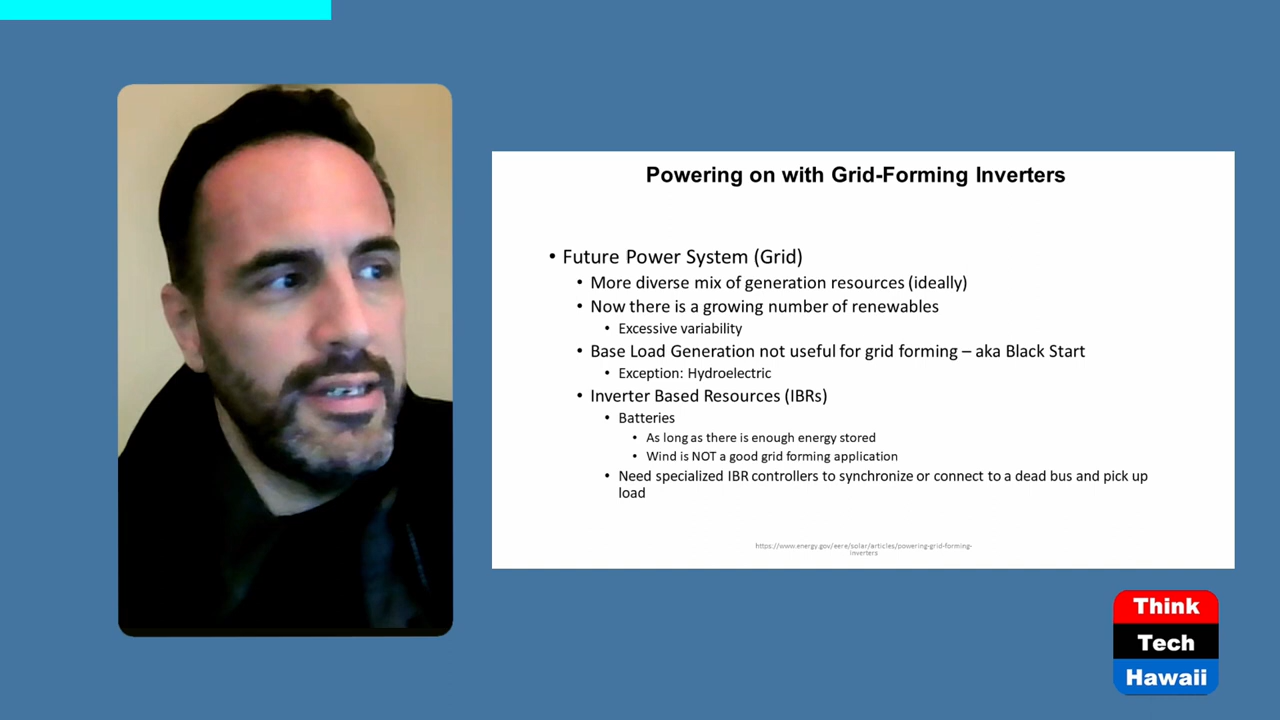 Powering on with Grid-Forming Inverters
• Future Power System (Grid)
• More diverse mix of generation resources (ideally)
• Now there is a growing number of renewables
• Excessive variability
• Base Load Generation not useful for grid forming – aka Black Start
• Exception: Hydroelectric
• Inverter Based Resources (IBRs)
• Batteries
• As long as there is enough energy stored
• Wind is NOT a good grid forming application
• Need specialized IBR controllers to synchronize or connect to a dead bus and pick up
load
https://www.energy.gov/eere/solar/articles/powering-grid-forming-
inverters
Think
Tech
Hawaii